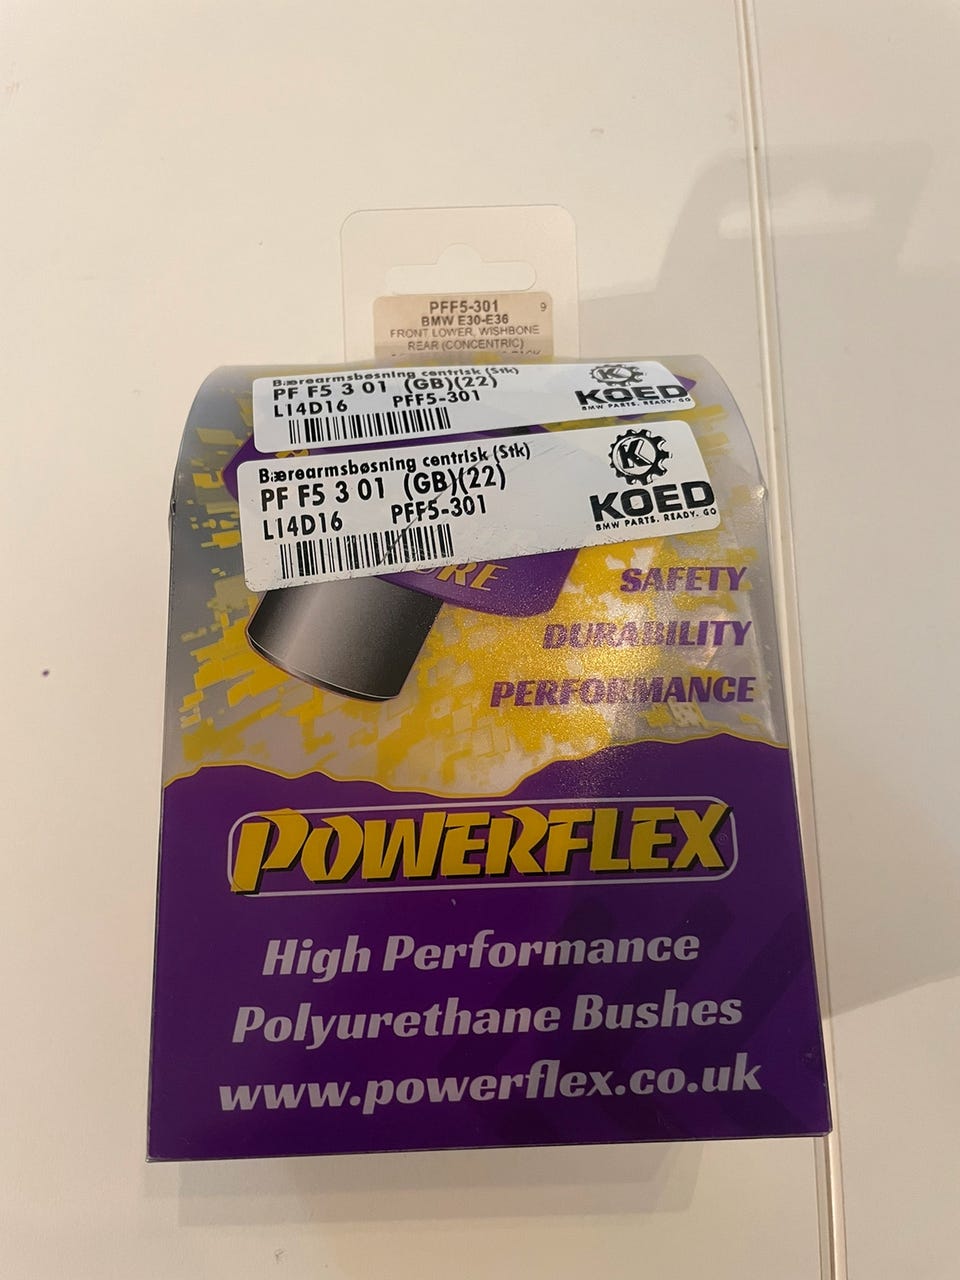 PFF5-301 9
BMW E30-E36
FRONT LOWER, WISHBONE
REAR (CONCENTRIC)
Bærearmsbøsning centrisk (Stk)
PF F5 3 01 (GB)(22)
L14D16 PFF5-301
KOED
BMW PARTS. READY. GO
Bærearmsbøsning centrisk (Stk)
PF F5 3 01 (GB)(22)
L14D16 PFF5-301
K
KOED
BMW PARTS. READY. GO
SAFETY
DURABILITY
PERFORMANCE
POWERFLEX
High Performance
Polyurethane Bushes
www.powerflex.co.uk